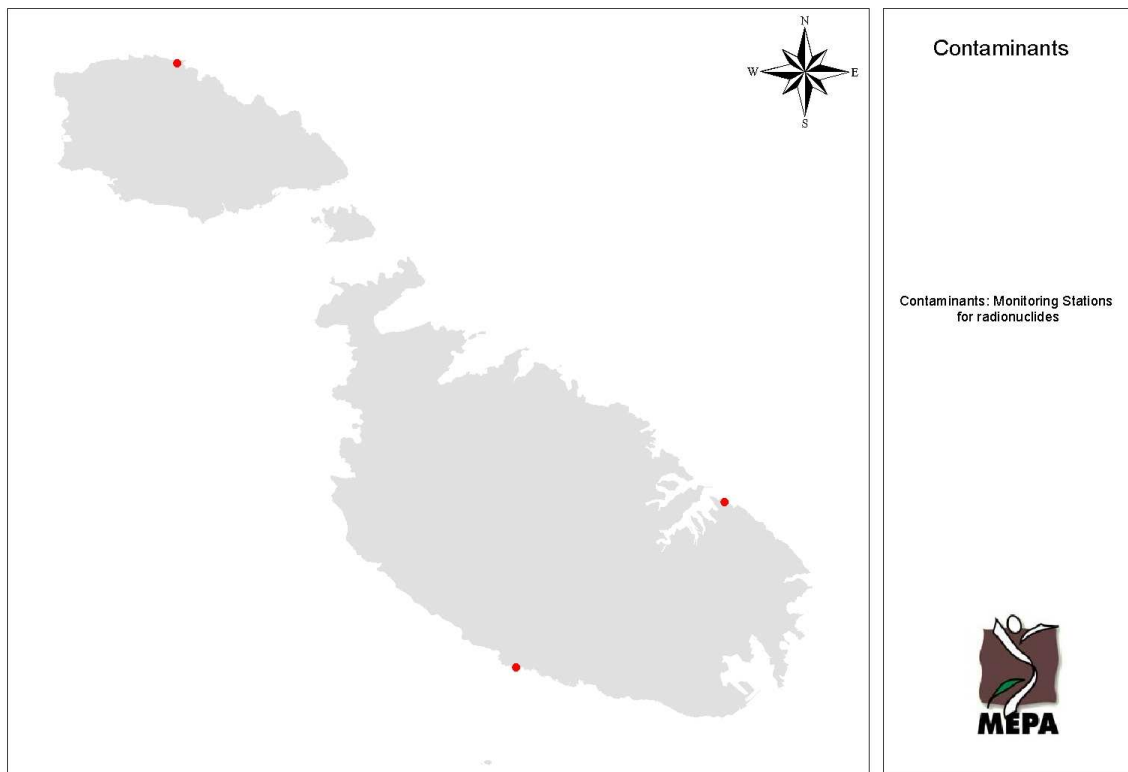 N
W E
S
Contaminants
Contaminants: Monitoring Stations
for radionuclides
MEPA